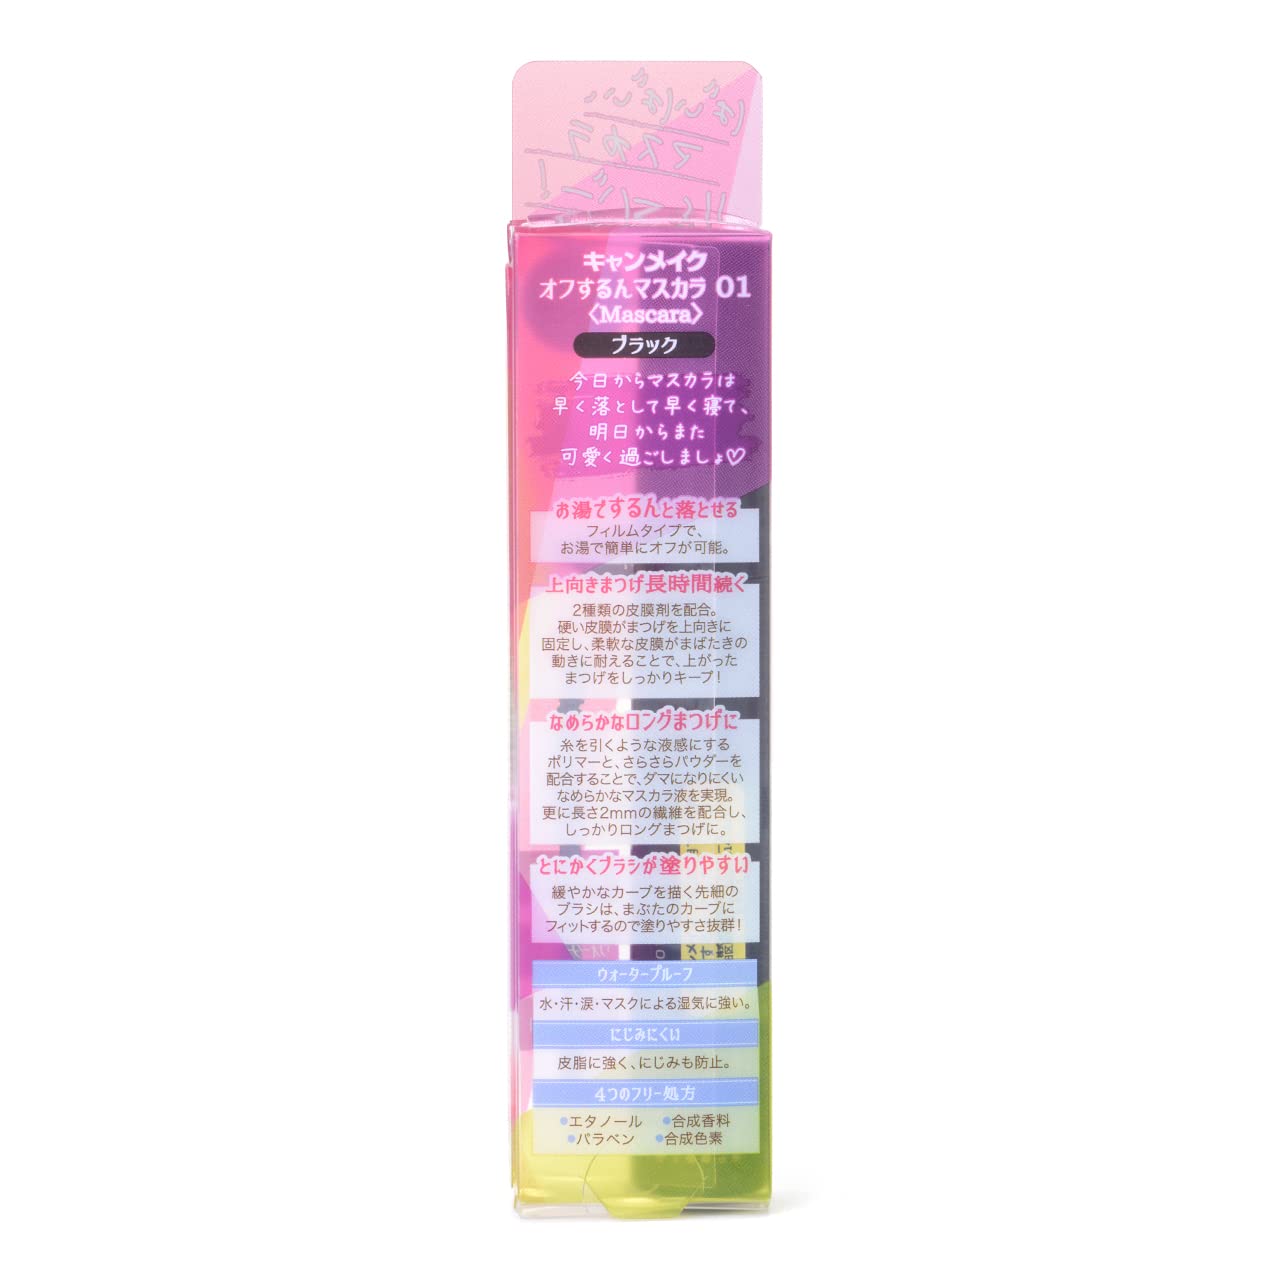 キャンメイク
オフするんマスカラ 01
〈Mascara〉
ブラック
今日からマスカラは
早く落として早く寝て、
明日からまた
可愛く過ごしましょ♡
お湯でするんと落とせる
フィルムタイプで、
お湯で簡単にオフが可能。
上向きまつげ長時間続く
2種類の皮膜剤を配合。
硬い皮膜がまつげを上向きに
固定し、柔軟な皮膜がまばたきの
動きに耐えることで、上がった
まつげをしっかりキープ!
なめらかなロングまつげに
糸を引くような液感にする
ポリマーと、さらさらパウダーを
配合することで、ダマになりにくい
なめらかなマスカラ液を実現。
更に長さ2mmの繊維を配合し、
しっかりロングまつげに。
とにかくブラシが塗りやすい
緩やかなカーブを描く先細の
ブラシは、まぶたのカーブに
フィットするので塗りやすさ抜群!
ウォータープルーフ
水・汗・涙・マスクによる湿気に強い。
にじみにくい
皮脂に強く、にじみも防止。
4つのフリー処方
●エタノール ●合成香料
●パラベン ●合成色素